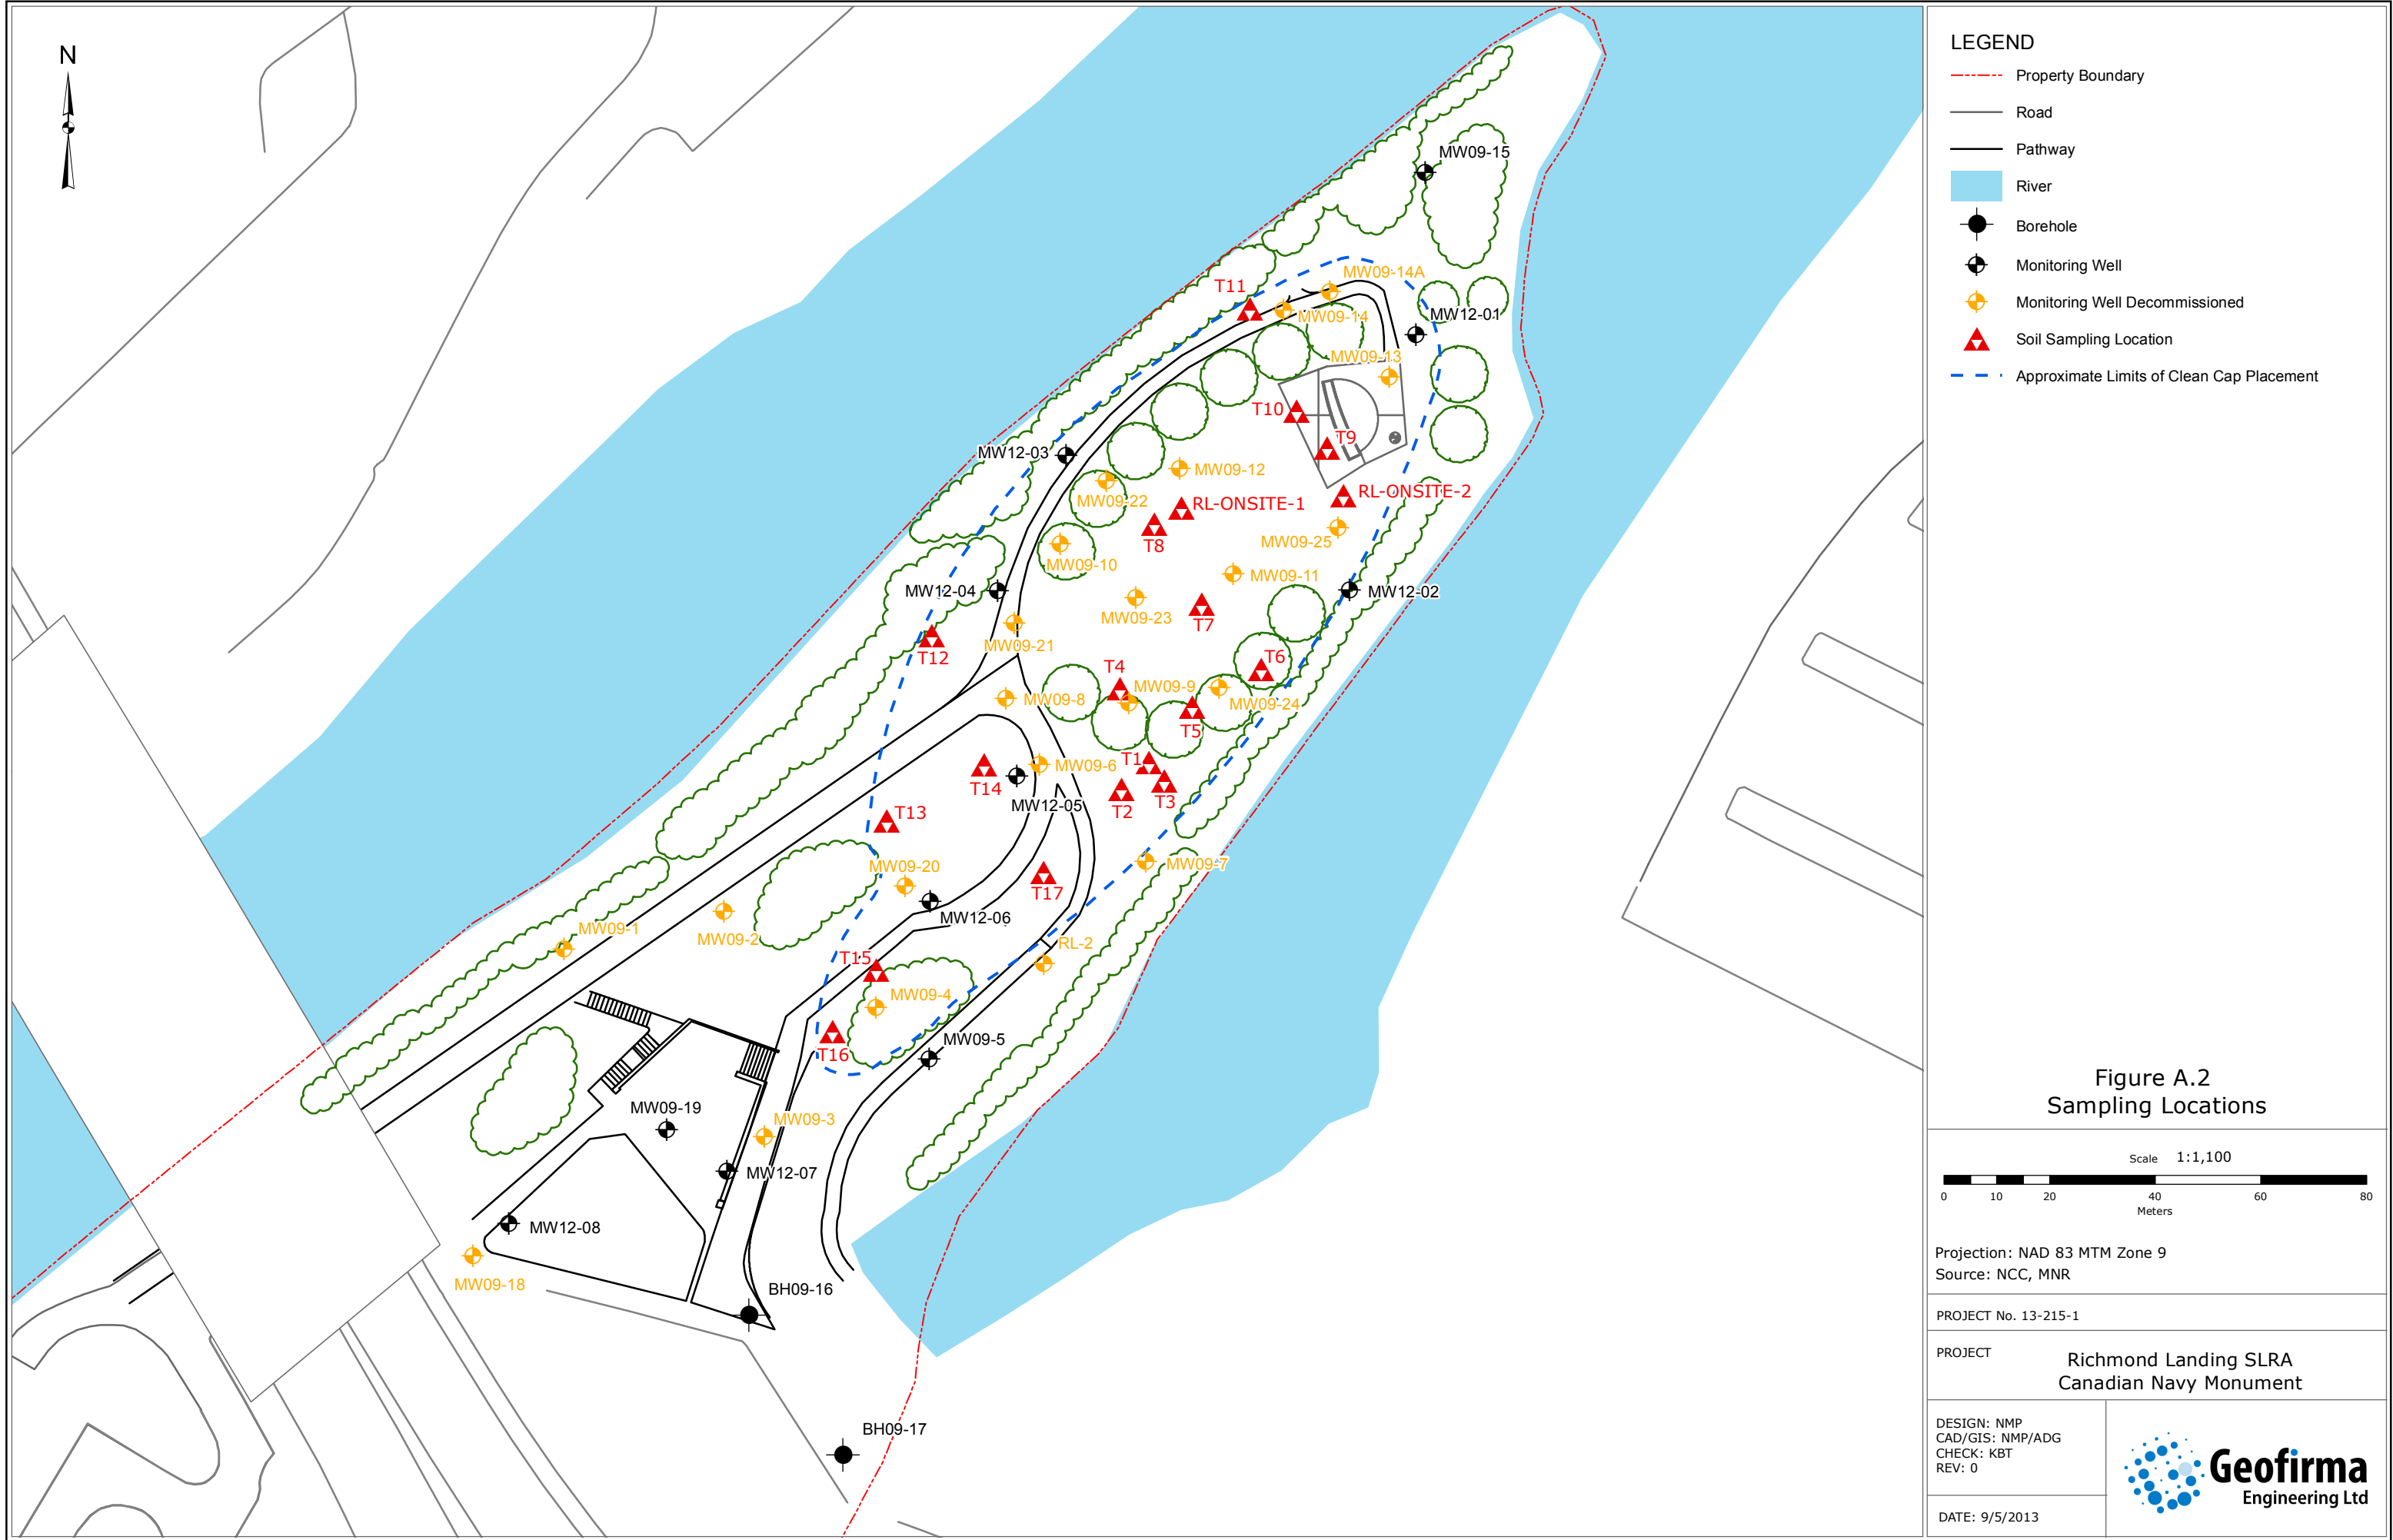 N
MW09-15
MW09-14A
T11
MW09-14
MW12-01
MW09-13
T10
T9
MW12-03
MW09-12
MW09-22
RL-ONSITE-1
RL-ONSITE-2
T8
MW09-25
MW09-10
MW09-11
MW12-04
MW12-02
MW09-23
T7
MW09-21
T12
T6
T4
MW09-9
MW09-8
MW09-24
T5
T1
MW09-6
T14
MW12-05
T3
T2
T13
MW09-20
MW09-7
T17
MW12-06
MW09-1
MW09-2
RL-2
T15
MW09-4
MW09-5
T16
MW09-19
MW09-3
MW12-07
MW12-08
MW09-18
BH09-16
BH09-17
LEGEND
Property Boundary
Road
Pathway
River
Borehole
Monitoring Well
Monitoring Well Decommissioned
Soil Sampling Location
Approximate Limits of Clean Cap Placement
Figure A.2
Sampling Locations
Scale 1:1,100
0 10 20 40 60 80
Meters
Projection: NAD 83 MTM Zone 9
Source: NCC, MNR
PROJECT No. 13-215-1
PROJECT
Richmond Landing SLRA
Canadian Navy Monument
DESIGN: NMP
CAD/GIS: NMP/ADG
CHECK: KBT
REV: 0
DATE: 9/5/2013
Geofirma
Engineering Ltd